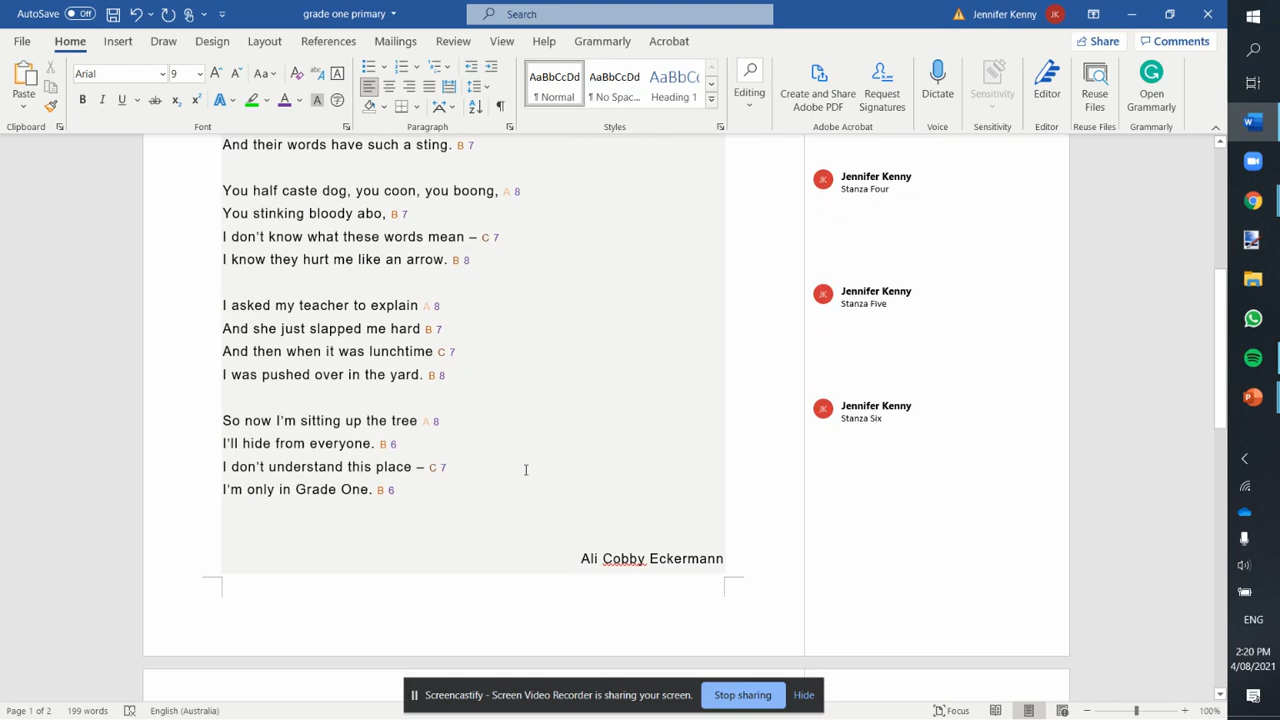 AutoSave Off grade one primary Search Jennifer Kenny JK
File Home Insert Draw Design Layout References Mailings Review View Help Grammarly Acrobat Share Comments
Paste Arial 9 AaBbCcDd AaBbCcDd AaBbCc Editing Create and Share Request Dictate Sensitivity Editor Reuse Open
¶ Normal ¶ No Spac... Heading 1 Adobe PDF Signatures Files Grammarly
Clipboard Font Paragraph Styles Adobe Acrobat Voice Sensitivity Editor Reuse Files Grammarly
And their words have such a sting. B 7
You half caste dog, you coon, you boong, A 8
You stinking bloody abo, B 7
I don't know what these words mean – C 7
I know they hurt me like an arrow. B 8
I asked my teacher to explain A 8
And she just slapped me hard B 7
And then when it was lunchtime C 7
I was pushed over in the yard. B 8
So now I'm sitting up the tree A 8
I'll hide from everyone. B 6
I don't understand this place – C 7
I'm only in Grade One. B 6
Ali Cobby Eckermann
JK Jennifer Kenny
Stanza Four
JK Jennifer Kenny
Stanza Five
JK Jennifer Kenny
Stanza Six
Screencastify - Screen Video Recorder is sharing your screen. Stop sharing Hide
Page 1 of 2 199 words English (Australia) Focus 100%
ENG
2:20 PM
4/08/2021